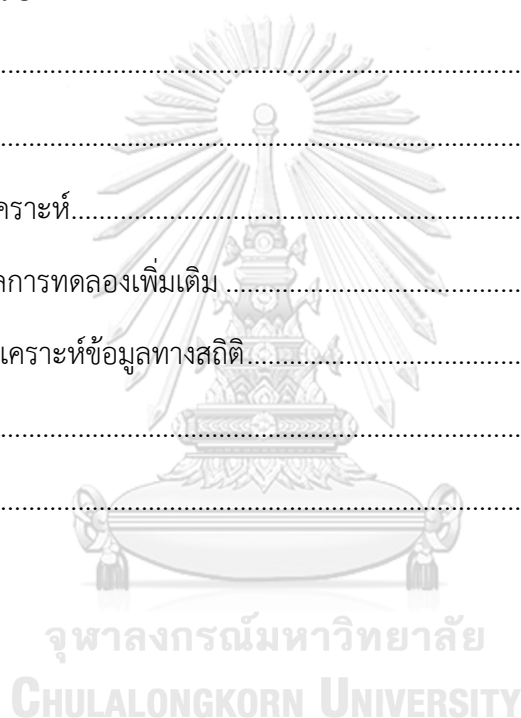 ..........................................................................
..........................................................................
คราะห์..........................................................................
ลการทดลองเพิ่มเติม ..........................................................................
เคราะห์ข้อมูลทางสถิติ..........................................................................
..........................................................................
..........................................................................
จุฬาลงกรณ์มหาวิทยาลัย
CHULALONGKORN UNIVERSITY